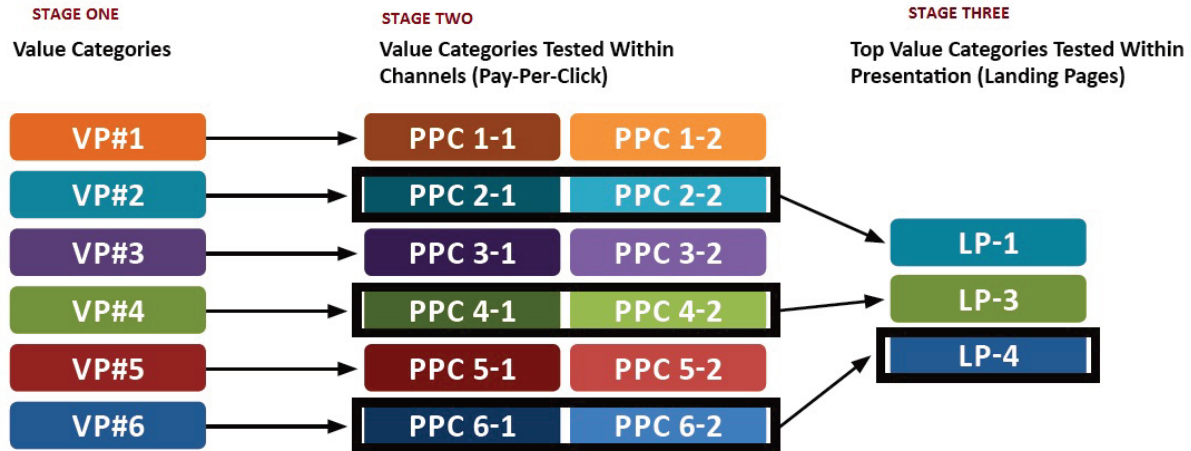 STAGE ONE
Value Categories
STAGE TWO
Value Categories Tested Within
Channels (Pay-Per-Click)
STAGE THREE
Top Value Categories Tested Within
Presentation (Landing Pages)
VP#1
PPC 1-1
PPC 1-2
VP#2
PPC 2-1
PPC 2-2
VP#3
PPC 3-1
PPC 3-2
VP#4
PPC 4-1
PPC 4-2
VP#5
PPC 5-1
PPC 5-2
VP#6
PPC 6-1
PPC 6-2
LP-1
LP-3
LP-4